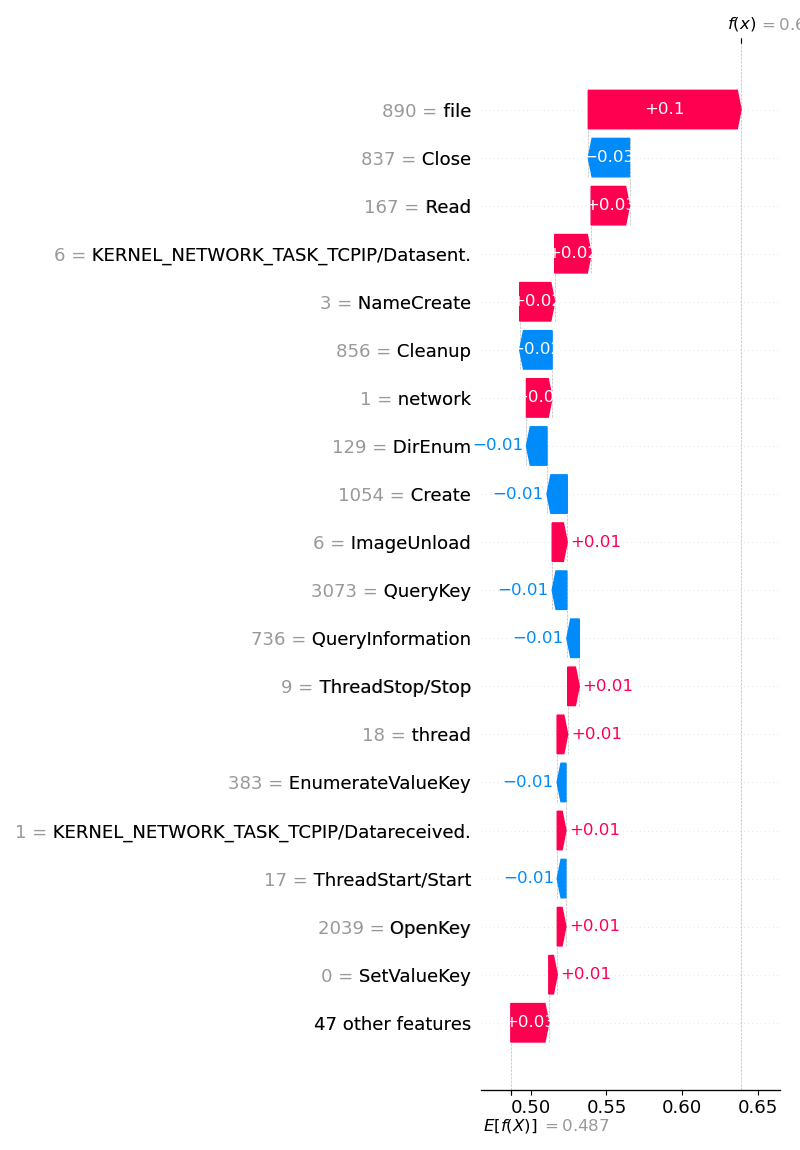 f(x) = 0.6
890 = file +0.1
837 = Close −0.03
167 = Read +0.03
6 = KERNEL_NETWORK_TASK_TCPIP/Datasent. +0.02
3 = NameCreate +0.02
856 = Cleanup −0.02
1 = network
129 = DirEnum −0.01
1054 = Create −0.01
6 = ImageUnload +0.01
3073 = QueryKey −0.01
736 = QueryInformation −0.01
9 = ThreadStop/Stop +0.01
18 = thread +0.01
383 = EnumerateValueKey −0.01
1 = KERNEL_NETWORK_TASK_TCPIP/Datareceived. +0.01
17 = ThreadStart/Start −0.01
2039 = OpenKey +0.01
0 = SetValueKey +0.01
47 other features +0.03
0.50 0.55 0.60 0.65
E[f(X)] = 0.487